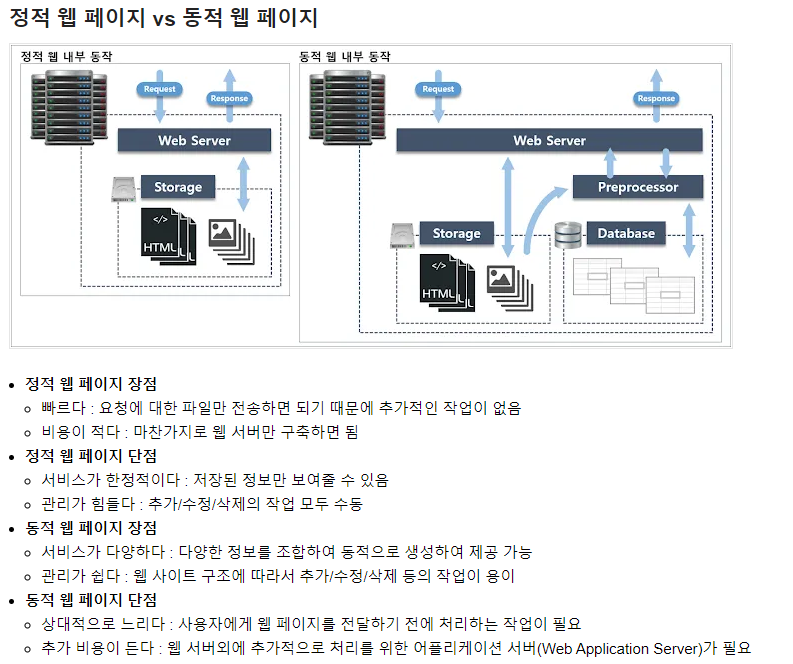 정적 웹 페이지 vs 동적 웹 페이지
정적 웹 내부 동작
Request
Response
Web Server
Storage
</>
HTML
동적 웹 내부 동작
Request
Response
Web Server
Preprocessor
Storage
Database
</>
HTML
정적 웹 페이지 장점
빠르다 : 요청에 대한 파일만 전송하면 되기 때문에 추가적인 작업이 없음
비용이 적다 : 마찬가지로 웹 서버만 구축하면 됨
정적 웹 페이지 단점
서비스가 한정적이다 : 저장된 정보만 보여줄 수 있음
관리가 힘들다 : 추가/수정/삭제의 작업 모두 수동
동적 웹 페이지 장점
서비스가 다양하다 : 다양한 정보를 조합하여 동적으로 생성하여 제공 가능
관리가 쉽다 : 웹 사이트 구조에 따라서 추가/수정/삭제 등의 작업이 용이
동적 웹 페이지 단점
상대적으로 느리다 : 사용자에게 웹 페이지를 전달하기 전에 처리하는 작업이 필요
추가 비용이 든다 : 웹 서버외에 추가적으로 처리를 위한 어플리케이션 서버(Web Application Server)가 필요